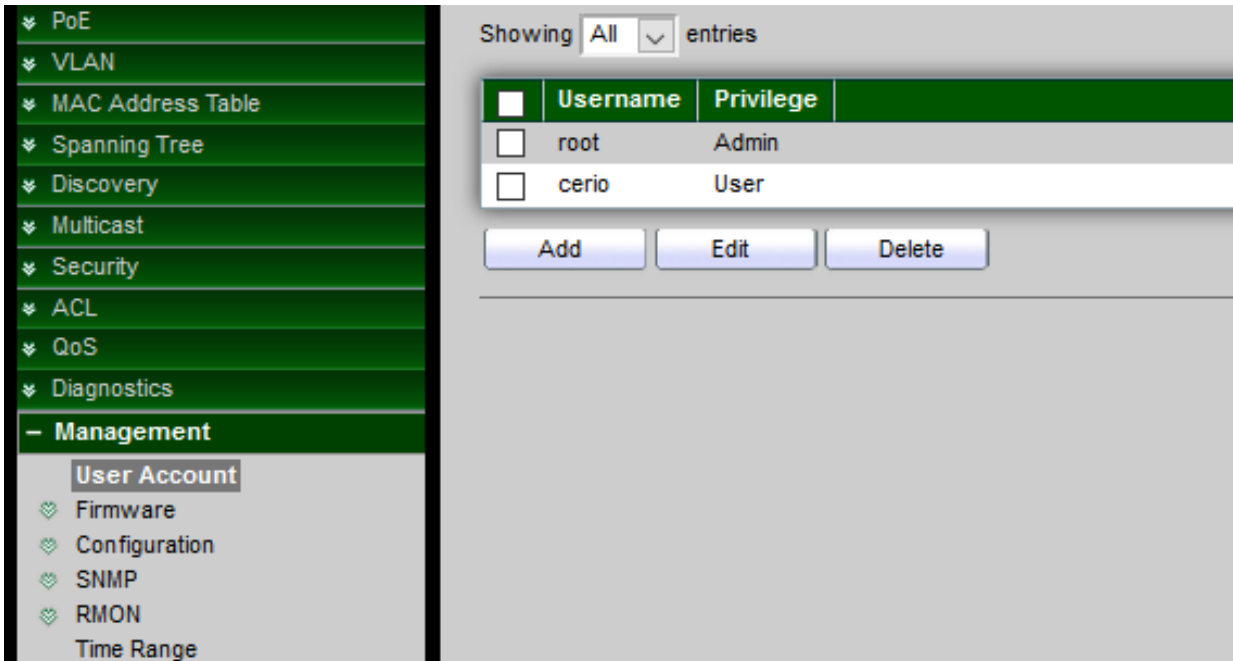 PoE
VLAN
MAC Address Table
Spanning Tree
Discovery
Multicast
Security
ACL
QoS
Diagnostics
Management
User Account
Firmware
Configuration
SNMP
RMON
Time Range
Showing All entries
Username Privilege
root Admin
cerio User
Add Edit Delete